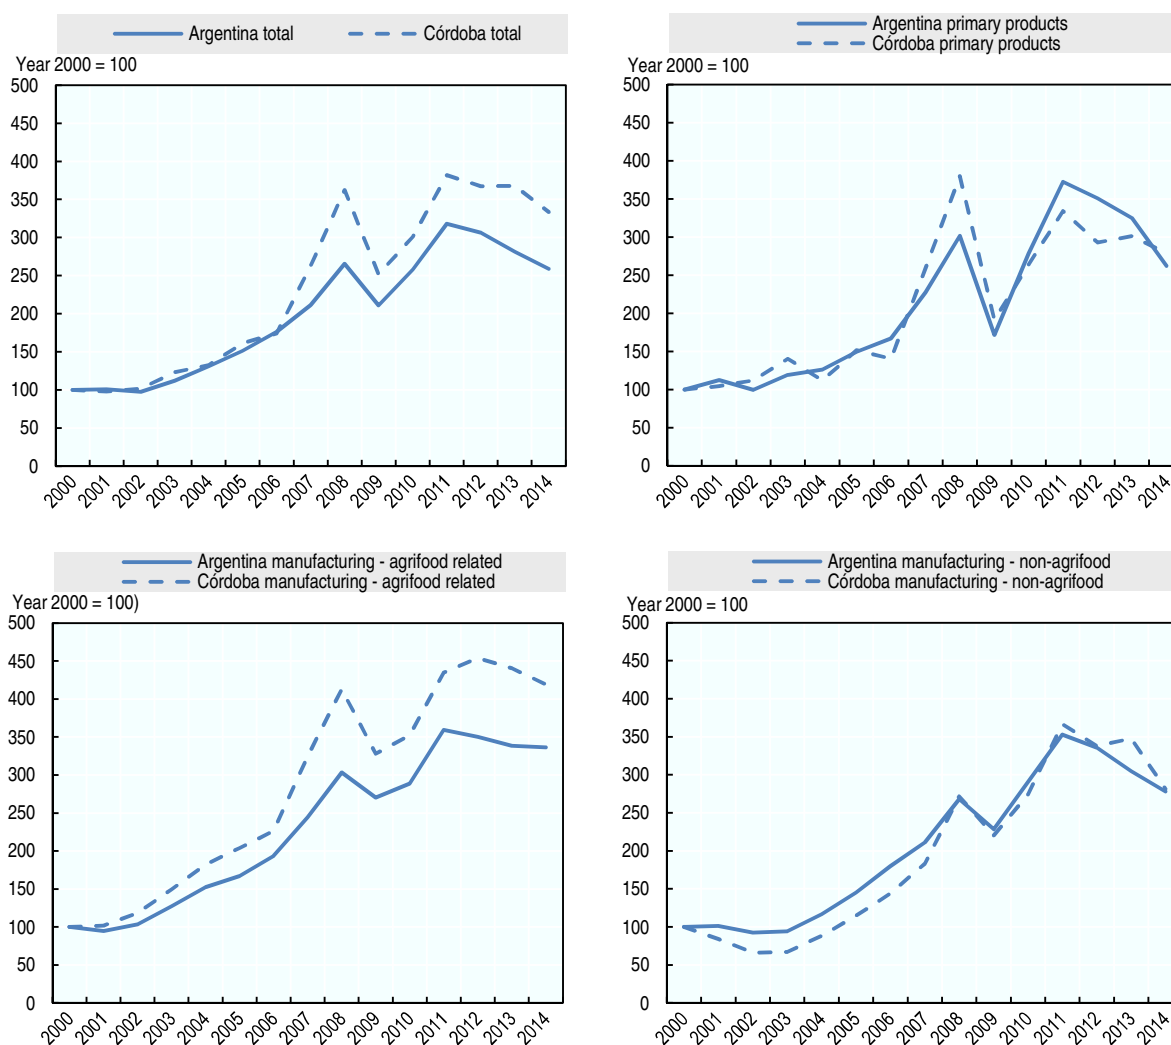 Argentina total
Córdoba total
Year 2000 = 100
500
450
400
350
300
250
200
150
100
50
0
2000 2001 2002 2003 2004 2005 2006 2007 2008 2009 2010 2011 2012 2013 2014
Argentina primary products
Córdoba primary products
Year 2000 = 100
500
450
400
350
300
250
200
150
100
50
0
2000 2001 2002 2003 2004 2005 2006 2007 2008 2009 2010 2011 2012 2013 2014
Argentina manufacturing - agrifood related
Córdoba manufacturing - agrifood related
Year 2000 = 100)
500
450
400
350
300
250
200
150
100
50
0
2000 2001 2002 2003 2004 2005 2006 2007 2008 2009 2010 2011 2012 2013 2014
Argentina manufacturing - non-agrifood
Córdoba manufacturing - non-agrifood
Year 2000 = 100
500
450
400
350
300
250
200
150
100
50
0
2000 2001 2002 2003 2004 2005 2006 2007 2008 2009 2010 2011 2012 2013 2014